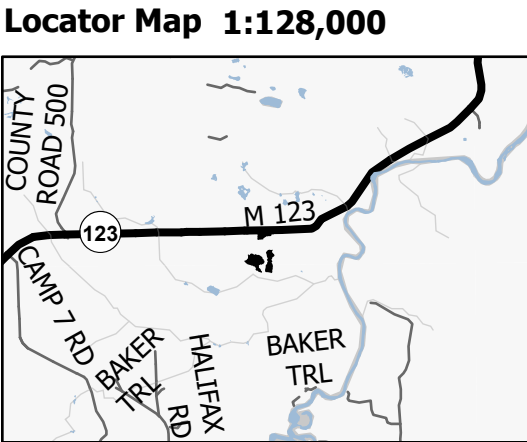 Locator Map 1:128,000
COUNTY
ROAD 500
M 123
123
CAMP 7 RD
BAKER
TRL
HALIFAX
RD
BAKER
TRL